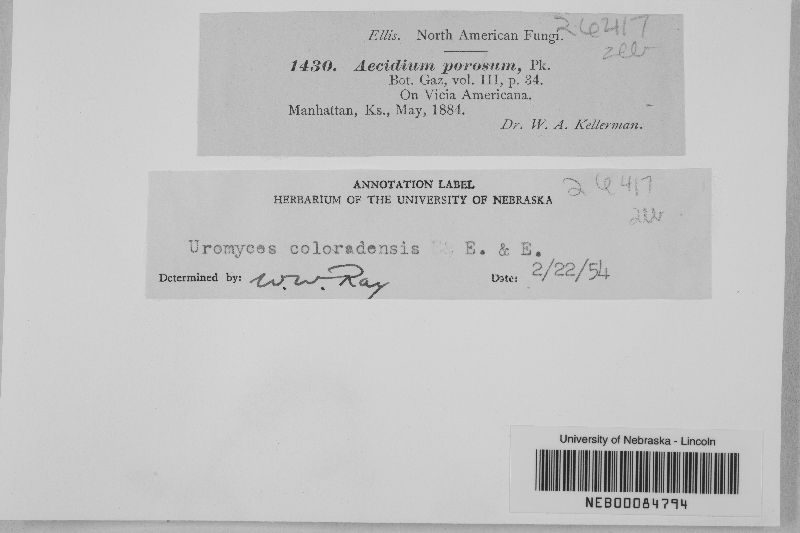 Ellis. North American Fungi.
26417
1430. Aecidium porosum, Pk.
Bot. Gaz, vol. III, p. 34.
On Vicia Americana.
Manhattan, Ks., May, 1884.
Dr. W. A. Kellerman.
ANNOTATION LABEL
HERBARIUM OF THE UNIVERSITY OF NEBRASKA
26417
Uromyces coloradensis E. & E.
Determined by: W. W. Ray Date: 2/22/54
University of Nebraska - Lincoln
NEB00084794